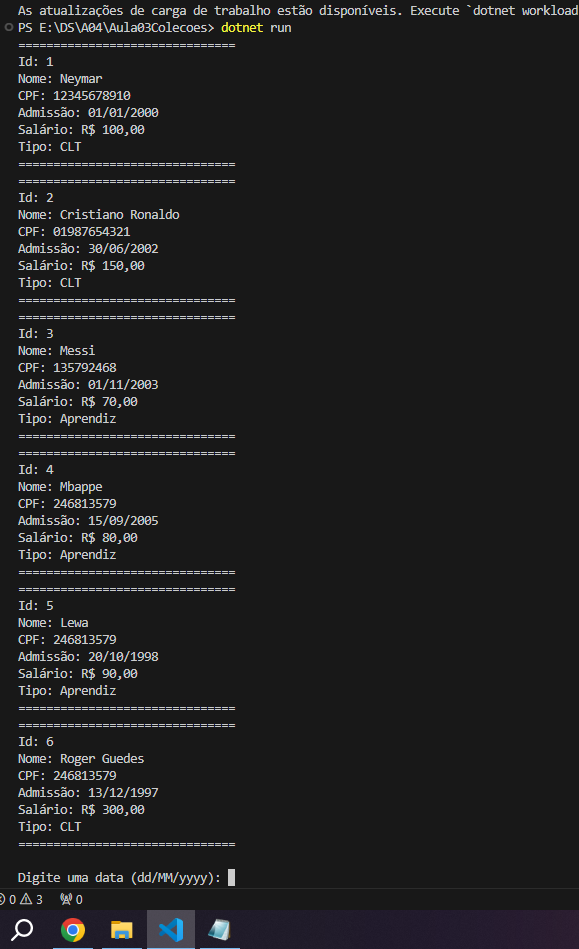 As atualizações de carga de trabalho estão disponíveis. Execute `dotnet workload
PS E:\DS\A04\Aula03Colecoes> dotnet run
===============================
Id: 1
Nome: Neymar
CPF: 12345678910
Admissão: 01/01/2000
Salário: R$ 100,00
Tipo: CLT
===============================
===============================
Id: 2
Nome: Cristiano Ronaldo
CPF: 01987654321
Admissão: 30/06/2002
Salário: R$ 150,00
Tipo: CLT
===============================
===============================
Id: 3
Nome: Messi
CPF: 135792468
Admissão: 01/11/2003
Salário: R$ 70,00
Tipo: Aprendiz
===============================
===============================
Id: 4
Nome: Mbappe
CPF: 246813579
Admissão: 15/09/2005
Salário: R$ 80,00
Tipo: Aprendiz
===============================
===============================
Id: 5
Nome: Lewa
CPF: 246813579
Admissão: 20/10/1998
Salário: R$ 90,00
Tipo: Aprendiz
===============================
===============================
Id: 6
Nome: Roger Guedes
CPF: 246813579
Admissão: 13/12/1997
Salário: R$ 300,00
Tipo: CLT
===============================
Digite uma data (dd/MM/yyyy):
0 3 0